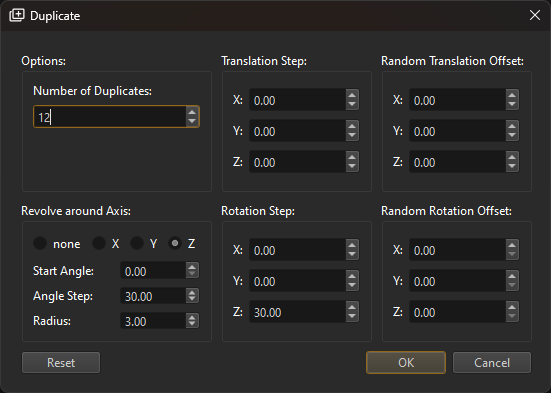 Duplicate
Options:
Number of Duplicates:
12
Translation Step:
X: 0.00
Y: 0.00
Z: 0.00
Random Translation Offset:
X: 0.00
Y: 0.00
Z: 0.00
Revolve around Axis:
none X Y Z
Start Angle: 0.00
Angle Step: 30.00
Radius: 3.00
Rotation Step:
X: 0.00
Y: 0.00
Z: 30.00
Random Rotation Offset:
X: 0.00
Y: 0.00
Z: 0.00
Reset OK Cancel